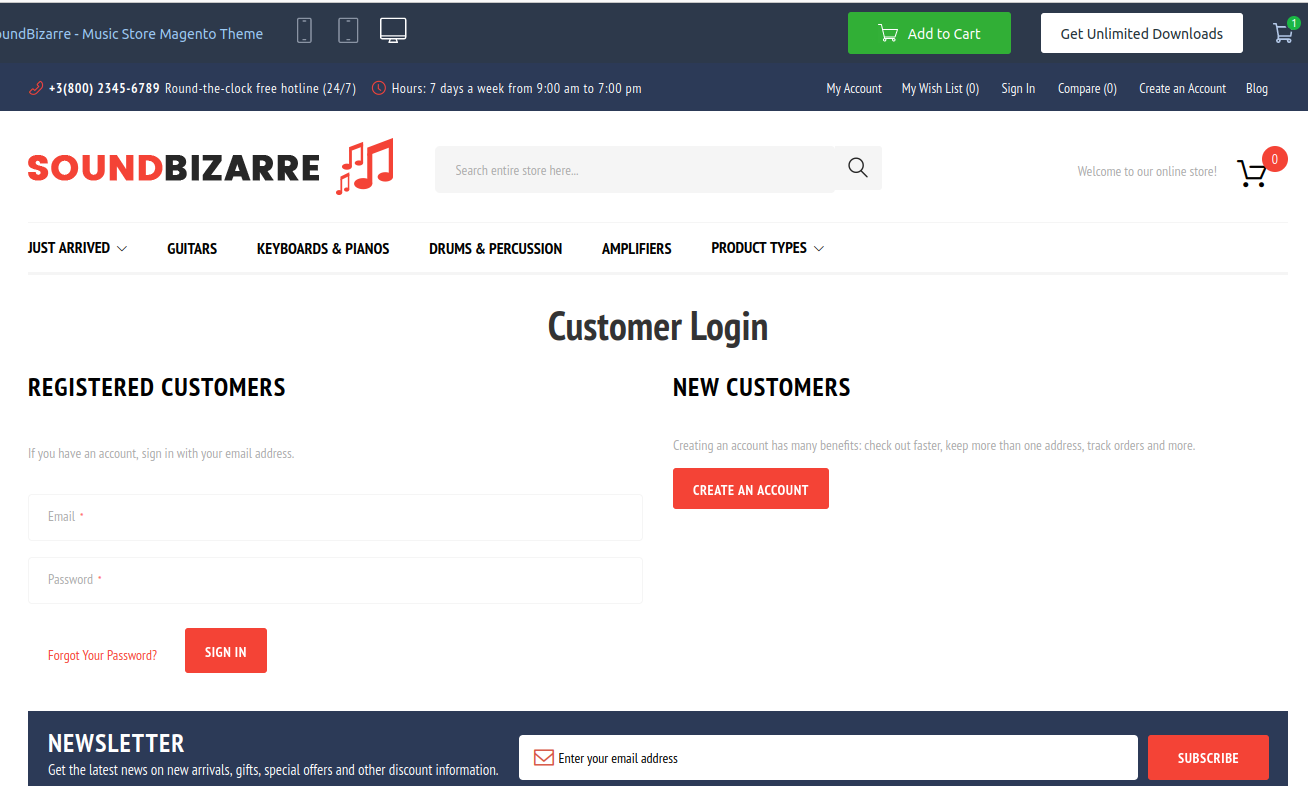 oundBizarre - Music Store Magento Theme
Add to Cart
Get Unlimited Downloads
1
+3(800) 2345-6789 Round-the-clock free hotline (24/7)
Hours: 7 days a week from 9:00 am to 7:00 pm
My Account
My Wish List (0)
Sign In
Compare (0)
Create an Account
Blog
SOUNDBIZARRE
Search entire store here...
Welcome to our online store!
0
JUST ARRIVED
GUITARS
KEYBOARDS & PIANOS
DRUMS & PERCUSSION
AMPLIFIERS
PRODUCT TYPES
Customer Login
REGISTERED CUSTOMERS
If you have an account, sign in with your email address.
Email *
Password *
Forgot Your Password?
SIGN IN
NEW CUSTOMERS
Creating an account has many benefits: check out faster, keep more than one address, track orders and more.
CREATE AN ACCOUNT
NEWSLETTER
Get the latest news on new arrivals, gifts, special offers and other discount information.
Enter your email address
SUBSCRIBE